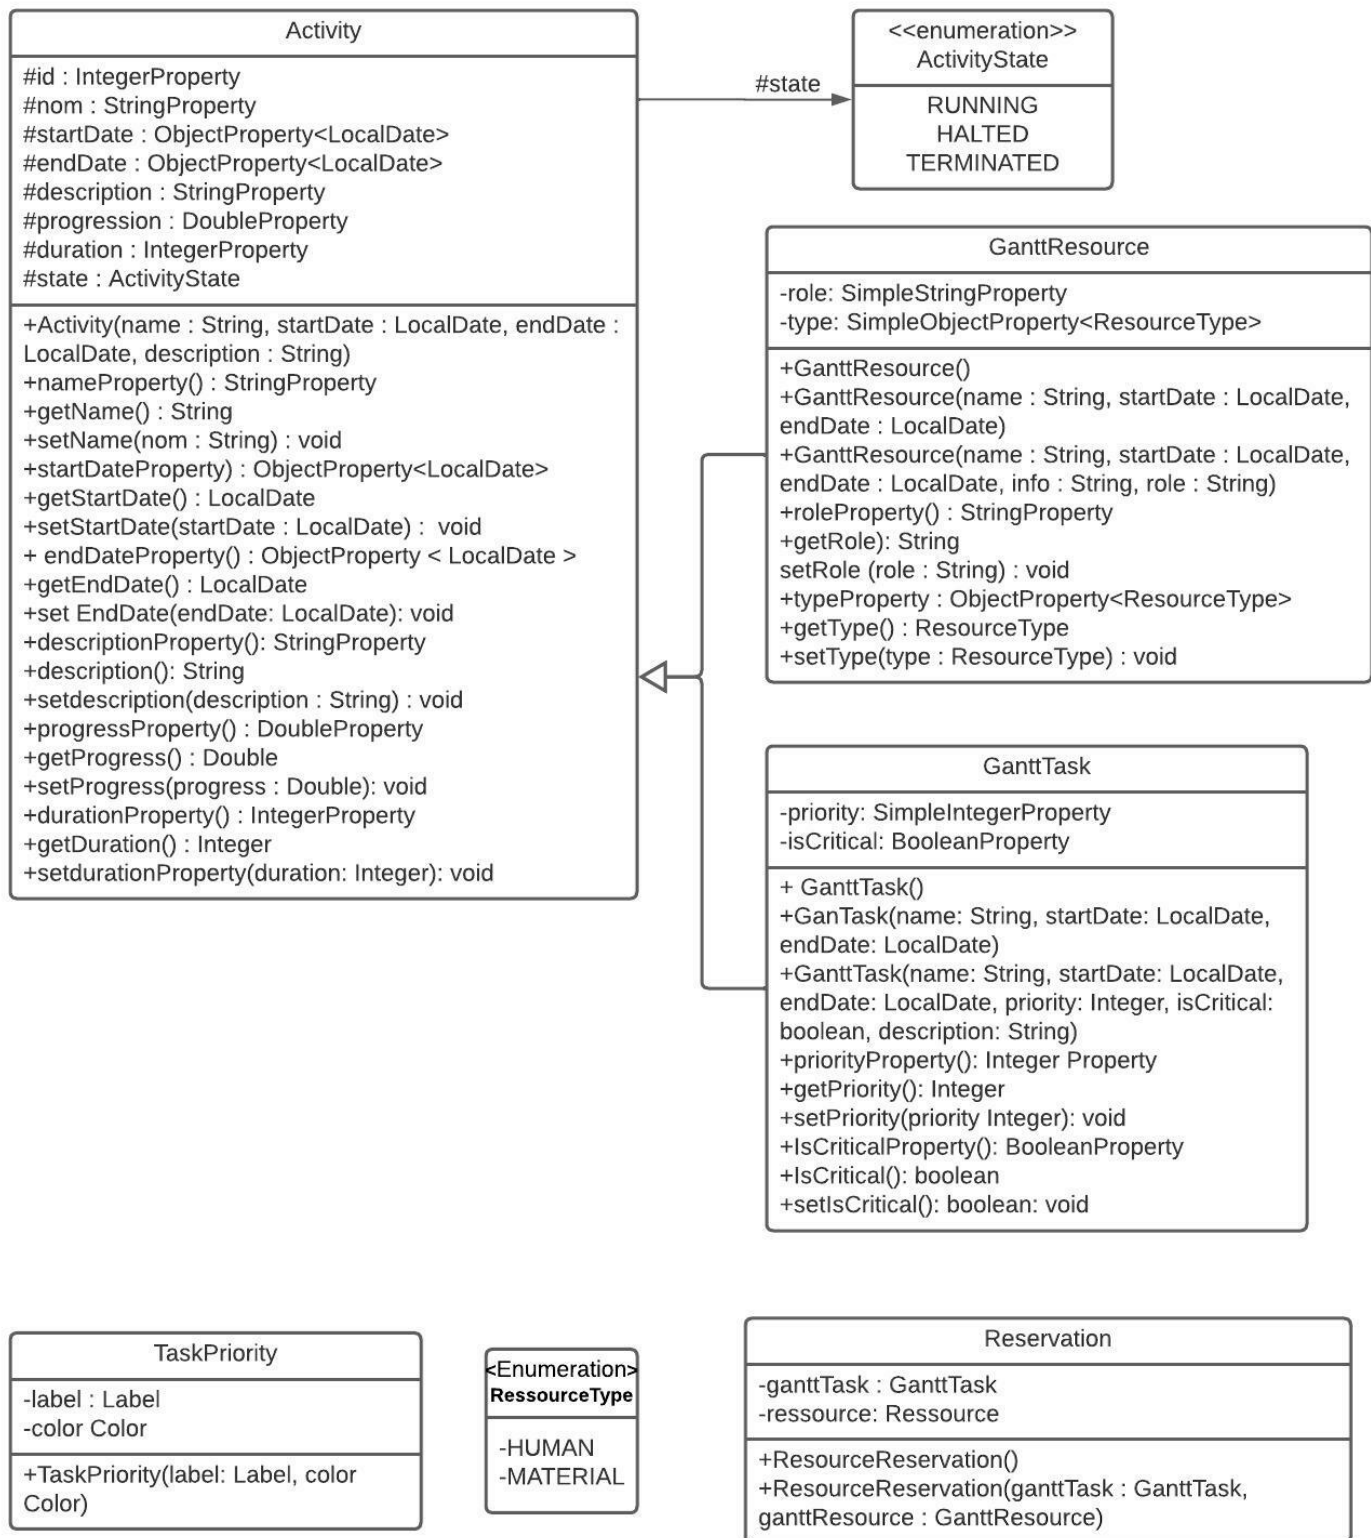 Activity
#id : IntegerProperty
#nom : StringProperty
#startDate : ObjectProperty<LocalDate>
#endDate : ObjectProperty<LocalDate>
#description : StringProperty
#progression : DoubleProperty
#duration : IntegerProperty
#state : ActivityState
+Activity(name : String, startDate : LocalDate, endDate :
LocalDate, description : String)
+nameProperty() : StringProperty
+getName() : String
+setName(nom : String) : void
+startDateProperty) : ObjectProperty<LocalDate>
+getStartDate() : LocalDate
+setStartDate(startDate : LocalDate) :  void
+ endDateProperty() : ObjectProperty < LocalDate >
+getEndDate() : LocalDate
+set EndDate(endDate: LocalDate): void
+descriptionProperty(): StringProperty
+description(): String
+setdescription(description : String) : void
+progressProperty() : DoubleProperty
+getProgress() : Double
+setProgress(progress : Double): void
+durationProperty() : IntegerProperty
+getDuration() : Integer
+setdurationProperty(duration: Integer): void
#state
<<enumeration>>
ActivityState
RUNNING
HALTED
TERMINATED
GanttResource
-role: SimpleStringProperty
-type: SimpleObjectProperty<ResourceType>
+GanttResource()
+GanttResource(name : String, startDate : LocalDate,
endDate : LocalDate)
+GanttResource(name : String, startDate : LocalDate,
endDate : LocalDate, info : String, role : String)
+roleProperty() : StringProperty
+getRole): String
setRole (role : String) : void
+typeProperty : ObjectProperty<ResourceType>
+getType() : ResourceType
+setType(type : ResourceType) : void
GanttTask
-priority: SimpleIntegerProperty
-isCritical: BooleanProperty
+ GanttTask()
+GanTask(name: String, startDate: LocalDate,
endDate: LocalDate)
+GanttTask(name: String, startDate: LocalDate,
endDate: LocalDate, priority: Integer, isCritical:
boolean, description: String)
+priorityProperty(): Integer Property
+getPriority(): Integer
+setPriority(priority Integer): void
+IsCriticalProperty(): BooleanProperty
+IsCritical(): boolean
+setIsCritical(): boolean: void
TaskPriority
-label : Label
-color Color
+TaskPriority(label: Label, color
Color)
<Enumeration>
RessourceType
-HUMAN
-MATERIAL
Reservation
-ganttTask : GanttTask
-ressource: Ressource
+ResourceReservation()
+ResourceReservation(ganttTask : GanttTask,
ganttResource : GanttResource)